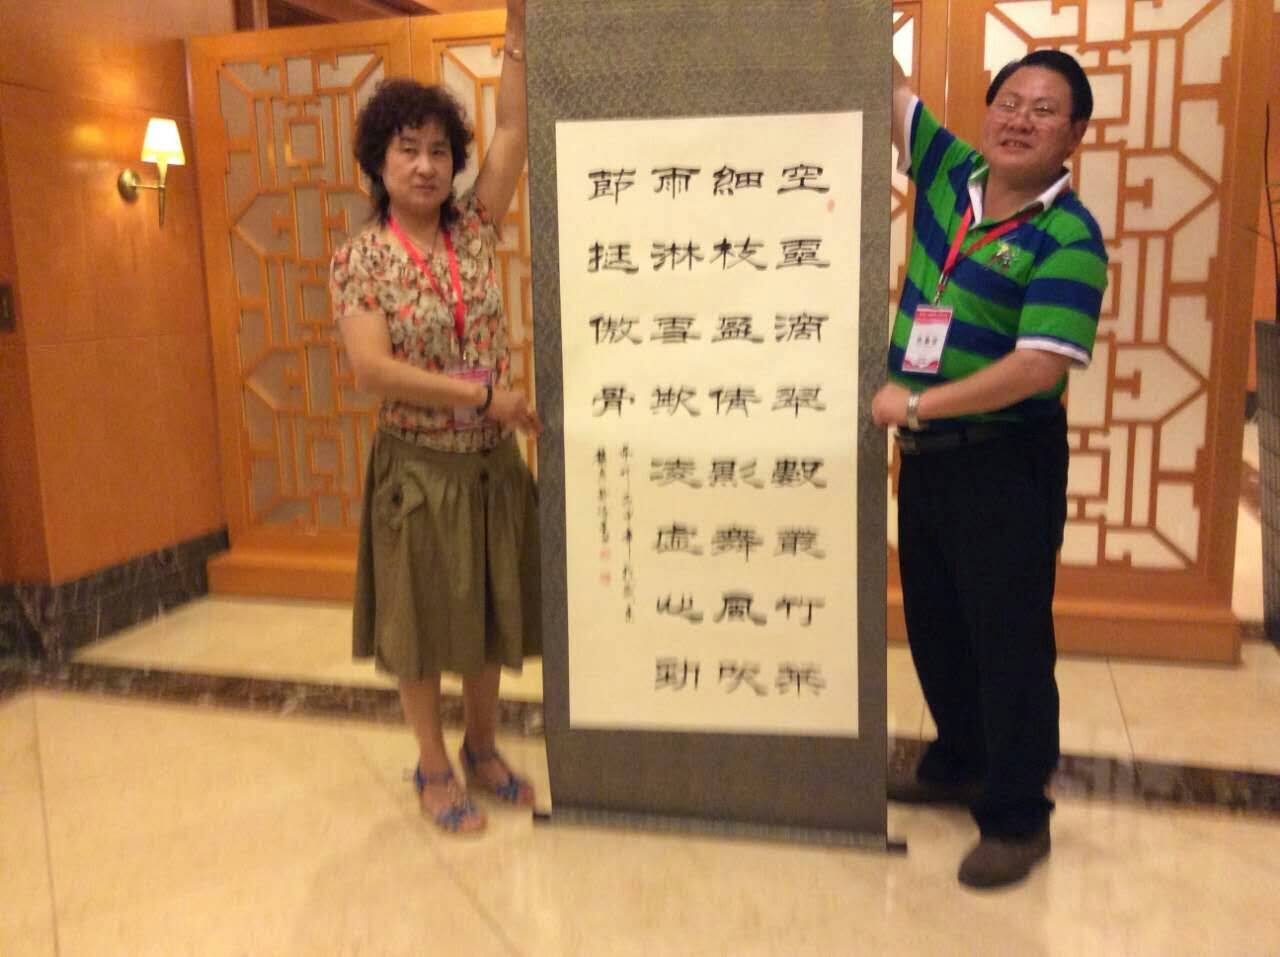 空靈滴翠數叢竹葉
細枝盈倩影舞風吹
雨淋雪欺凌虛心勁
節挺傲骨